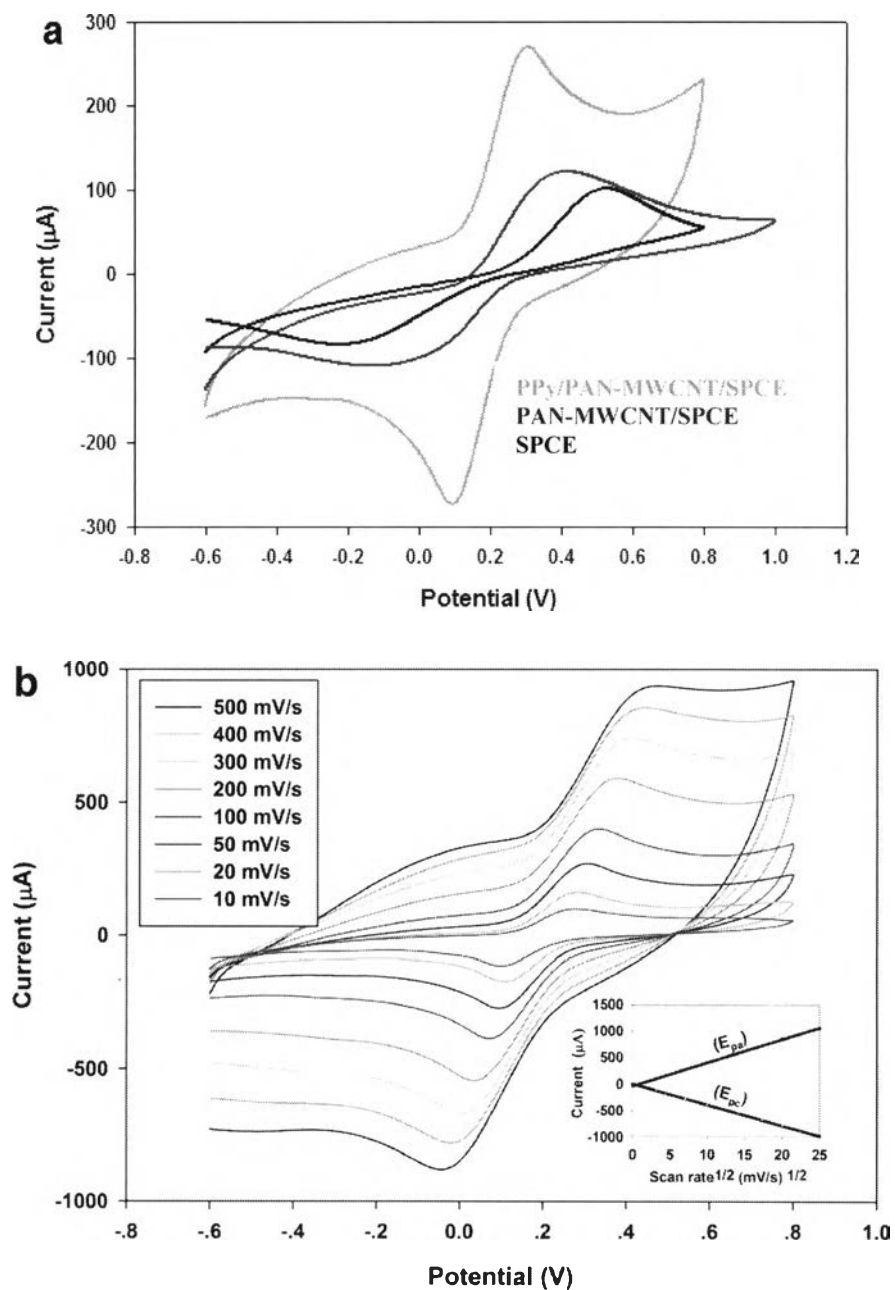 a
300
200
100
0
-100
-200
-300
Current (µA)
PPy/PAN-MWCNT/SPCE
PAN-MWCNT/SPCE
SPCE
-0.8 -0.6 -0.4 -0.2 0.0 0.2 0.4 0.6 0.8 1.0 1.2
Potential (V)
b
1000
500
0
-500
-1000
Current (µA)
500 mV/s
400 mV/s
300 mV/s
200 mV/s
100 mV/s
50 mV/s
20 mV/s
10 mV/s
1500
1000
500
0
-500
-1000
Current (µA)
(Epa)
(Epc)
0 5 10 15 20 25
Scan rate1/2 (mV/s) 1/2
-.8 -.6 -.4 -.2 0.0 .2 .4 .6 .8 1.0
Potential (V)